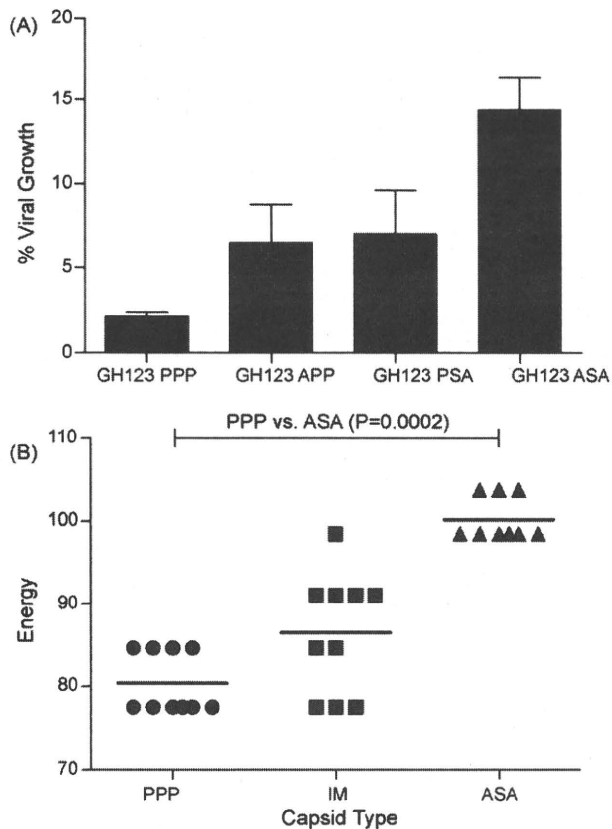 (A)
20
15
10
5
0
% Viral Growth
GH123 PPP
GH123 APP
GH123 PSA
GH123 ASA
(B)
PPP vs. ASA (P=0.0002)
110
100
90
80
70
Energy
PPP
IM
ASA
Capsid Type